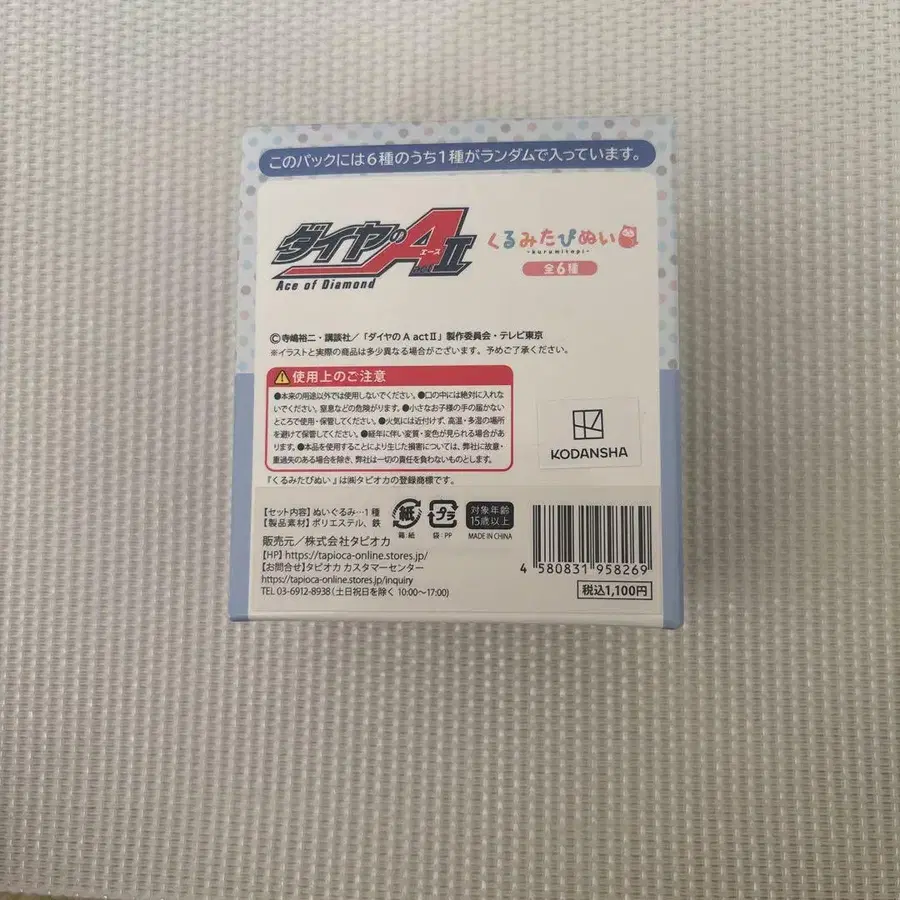 このパックには6種のうち1種がランダムで入っています。
ダイヤのA エース actII
Ace of Diamond
くるみたぴぬい
-kurumitapi-
全6種
©寺嶋裕二・講談社/「ダイヤの A actⅡ」製作委員会・テレビ東京
※イラストと実際の商品は多少異なる場合がございます。予めご了承ください。
使用上のご注意
●本来の用途以外では使用しないでください。●口の中には絶対に入れな
いでください。窒息などの危険がります。●小さなお子様の手の届かない
ところで使用・保管してください。●火気には近付けず、高温・多湿の場所
を避けて保管してください。●経年に伴い変質・変色が見られる場合があ
ります。●本品を使用することにより生じた損害については、弊社に故意・
重過失のある場合を除き、弊社は一切の責任を負わないものとします。
KODANSHA
『くるみたぴぬい』は㈱タピオカの登録商標です。
【セット内容】ぬいぐるみ…1種
【製品素材】ポリエステル、鉄
紙
箱:紙
プラ
袋:PP
対象年齢
15歳以上
MADE IN CHINA
販売元/株式会社タピオカ
【HP】https://tapioca-online.stores.jp/
【お問合せ】タピオカ カスタマーセンター
https://tapioca-online.stores.jp/inquiry
TEL 03-6912-8938(土日祝日を除く 10:00〜17:00)
4 580831 958269
税込1,100円